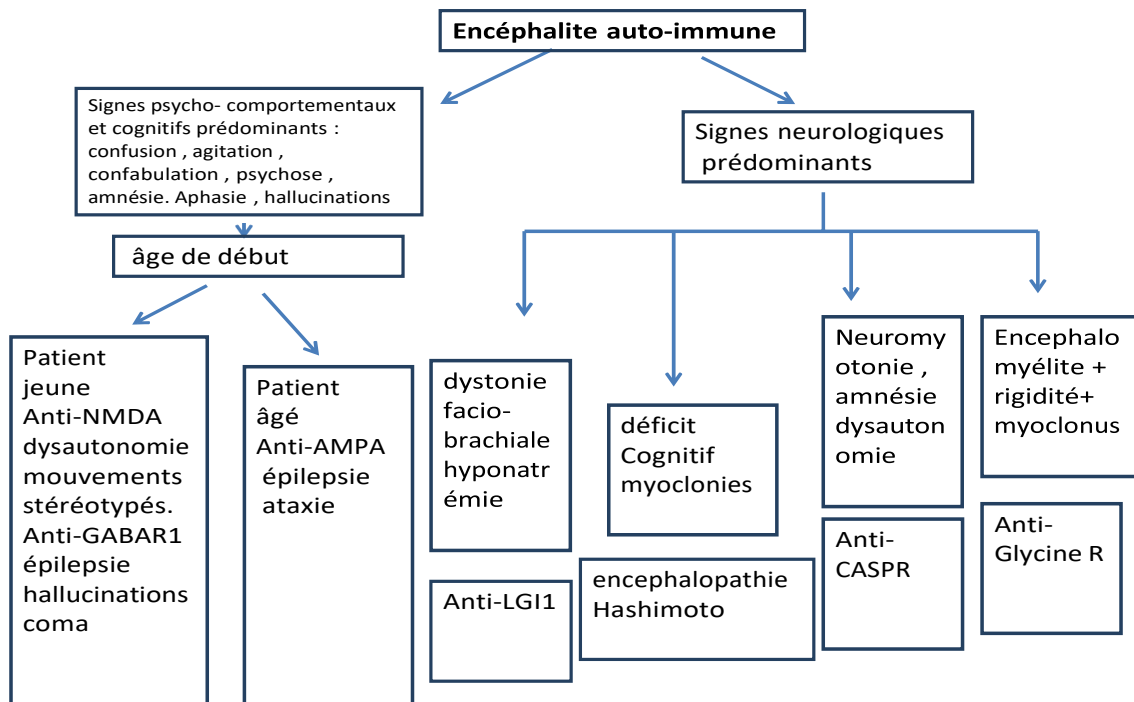 Encéphalite auto-immune
Signes psycho- comportementaux
et cognitifs prédominants :
confusion , agitation ,
confabulation , psychose ,
amnésie. Aphasie , hallucinations
Signes neurologiques
prédominants
âge de début
Patient
jeune
Anti-NMDA
dysautonomie
mouvements
stéréotypés.
Anti-GABAR1
épilepsie
hallucinations
coma
Patient
âgé
Anti-AMPA
épilepsie
ataxie
dystonie
facio-
brachiale
hyponatr
émie
Anti-LGI1
déficit
Cognitif
myoclonies
encephalopathie
Hashimoto
Neuromy
otonie ,
amnésie
dysauton
omie
Anti-
CASPR
Encephalo
myélite +
rigidité+
myoclonus
Anti-
Glycine R